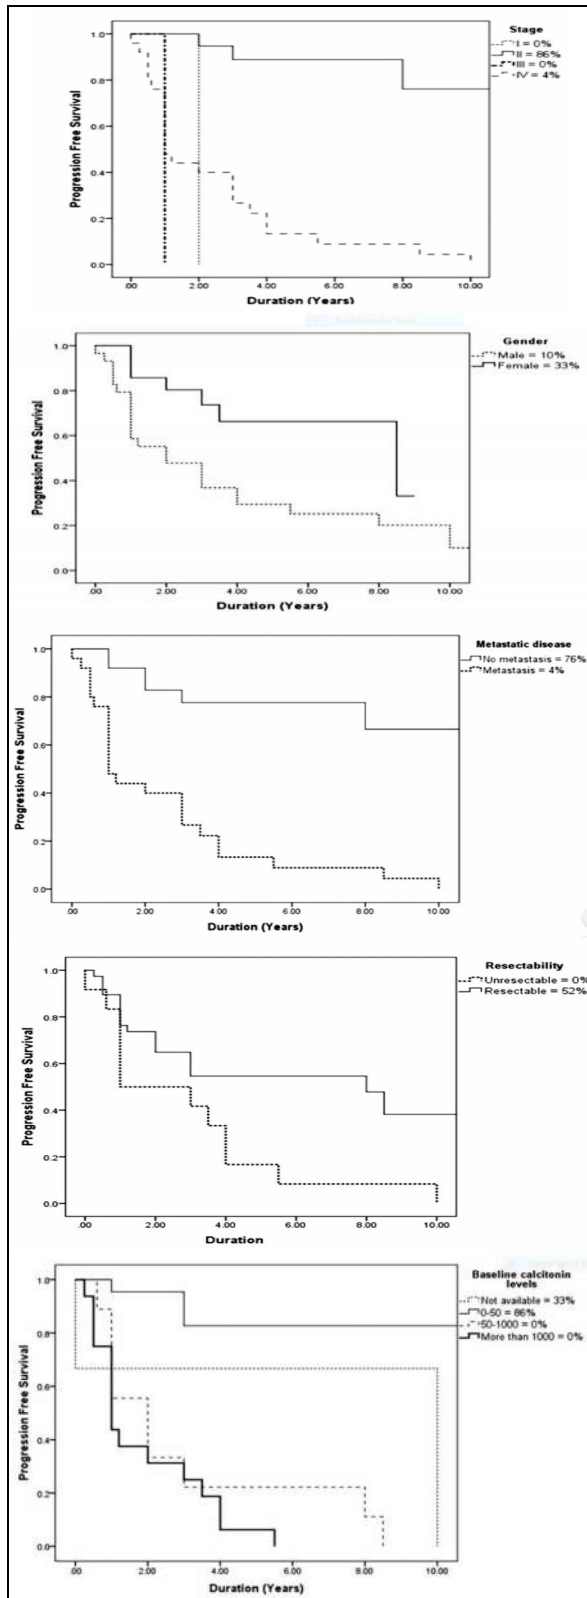 Stage
I = 0%
II = 86%
III = 0%
IV = 4%
Progression Free Survival
1.0
0.8
0.6
0.4
0.2
0.0
.00 2.00 4.00 6.00 8.00 10.00
Duration (Years)
Gender
Male = 10%
Female = 33%
Progression Free Survival
1.0
0.8
0.6
0.4
0.2
0.0
.00 2.00 4.00 6.00 8.00 10.00
Duration (Years)
Metastatic disease
No metastasis = 76%
Metastasis = 4%
Progression Free Survival
1.0
0.8
0.6
0.4
0.2
0.0
.00 2.00 4.00 6.00 8.00 10.00
Duration (Years)
Resectability
Unresectable = 0%
Resectable = 52%
Progression Free Survival
1.0
0.8
0.6
0.4
0.2
0.0
.00 2.00 4.00 6.00 8.00 10.00
Duration
Baseline calcitonin
levels
Not available = 33%
0-50 = 86%
50-1000 = 0%
More than 1000 = 0%
Progression Free Survival
1.0
0.8
0.6
0.4
0.2
0.0
.00 2.00 4.00 6.00 8.00 10.00
Duration (Years)